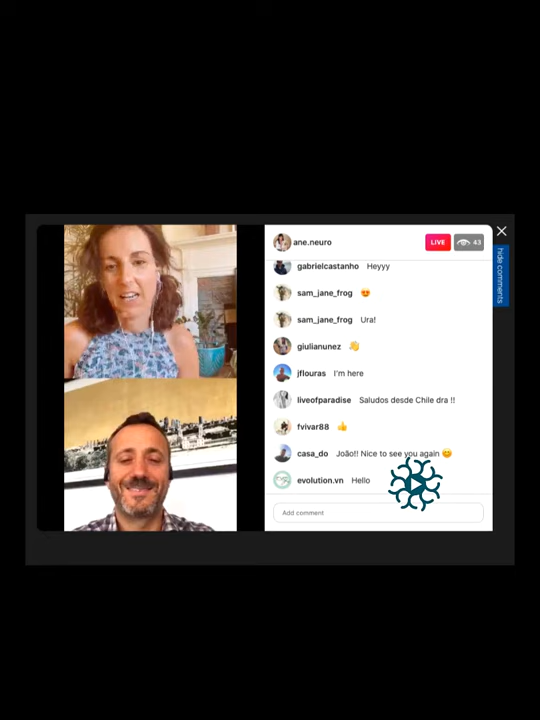 ane.neuro
LIVE
43
hide comments
gabrielcastanho Heyyy
sam_jane_frog 😍
sam_jane_frog Ura!
giulianunez 👋
jflouras I'm here
liveofparadise Saludos desde Chile dra !!
fvivar88 👍
casa_do João!! Nice to see you again 😊
evolution.vn Hello
Add comment